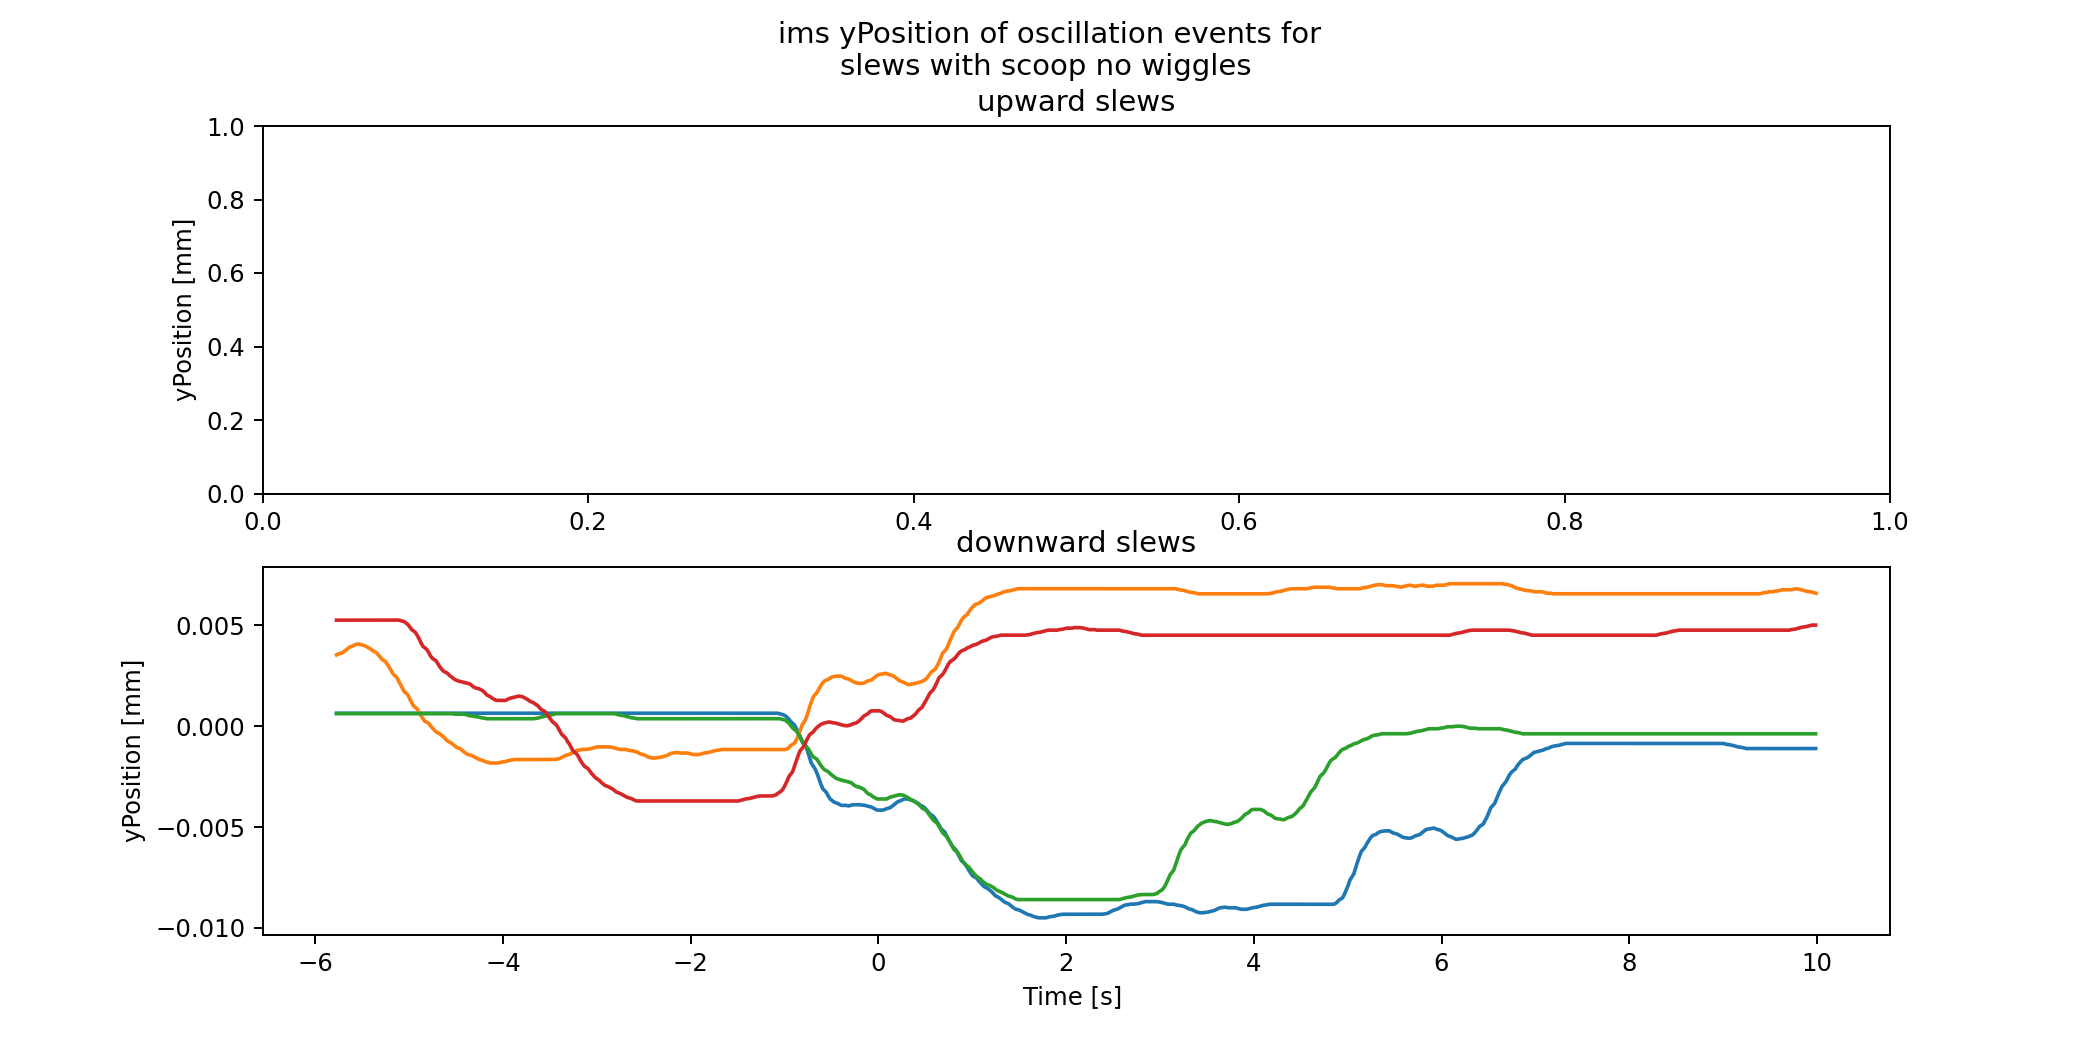 ims yPosition of oscillation events for
slews with scoop no wiggles
upward slews
yPosition [mm]
1.0
0.8
0.6
0.4
0.2
0.0
0.0 0.2 0.4 0.6 0.8 1.0
downward slews
yPosition [mm]
0.005
0.000
−0.005
−0.010
−6 −4 −2 0 2 4 6 8 10
Time [s]